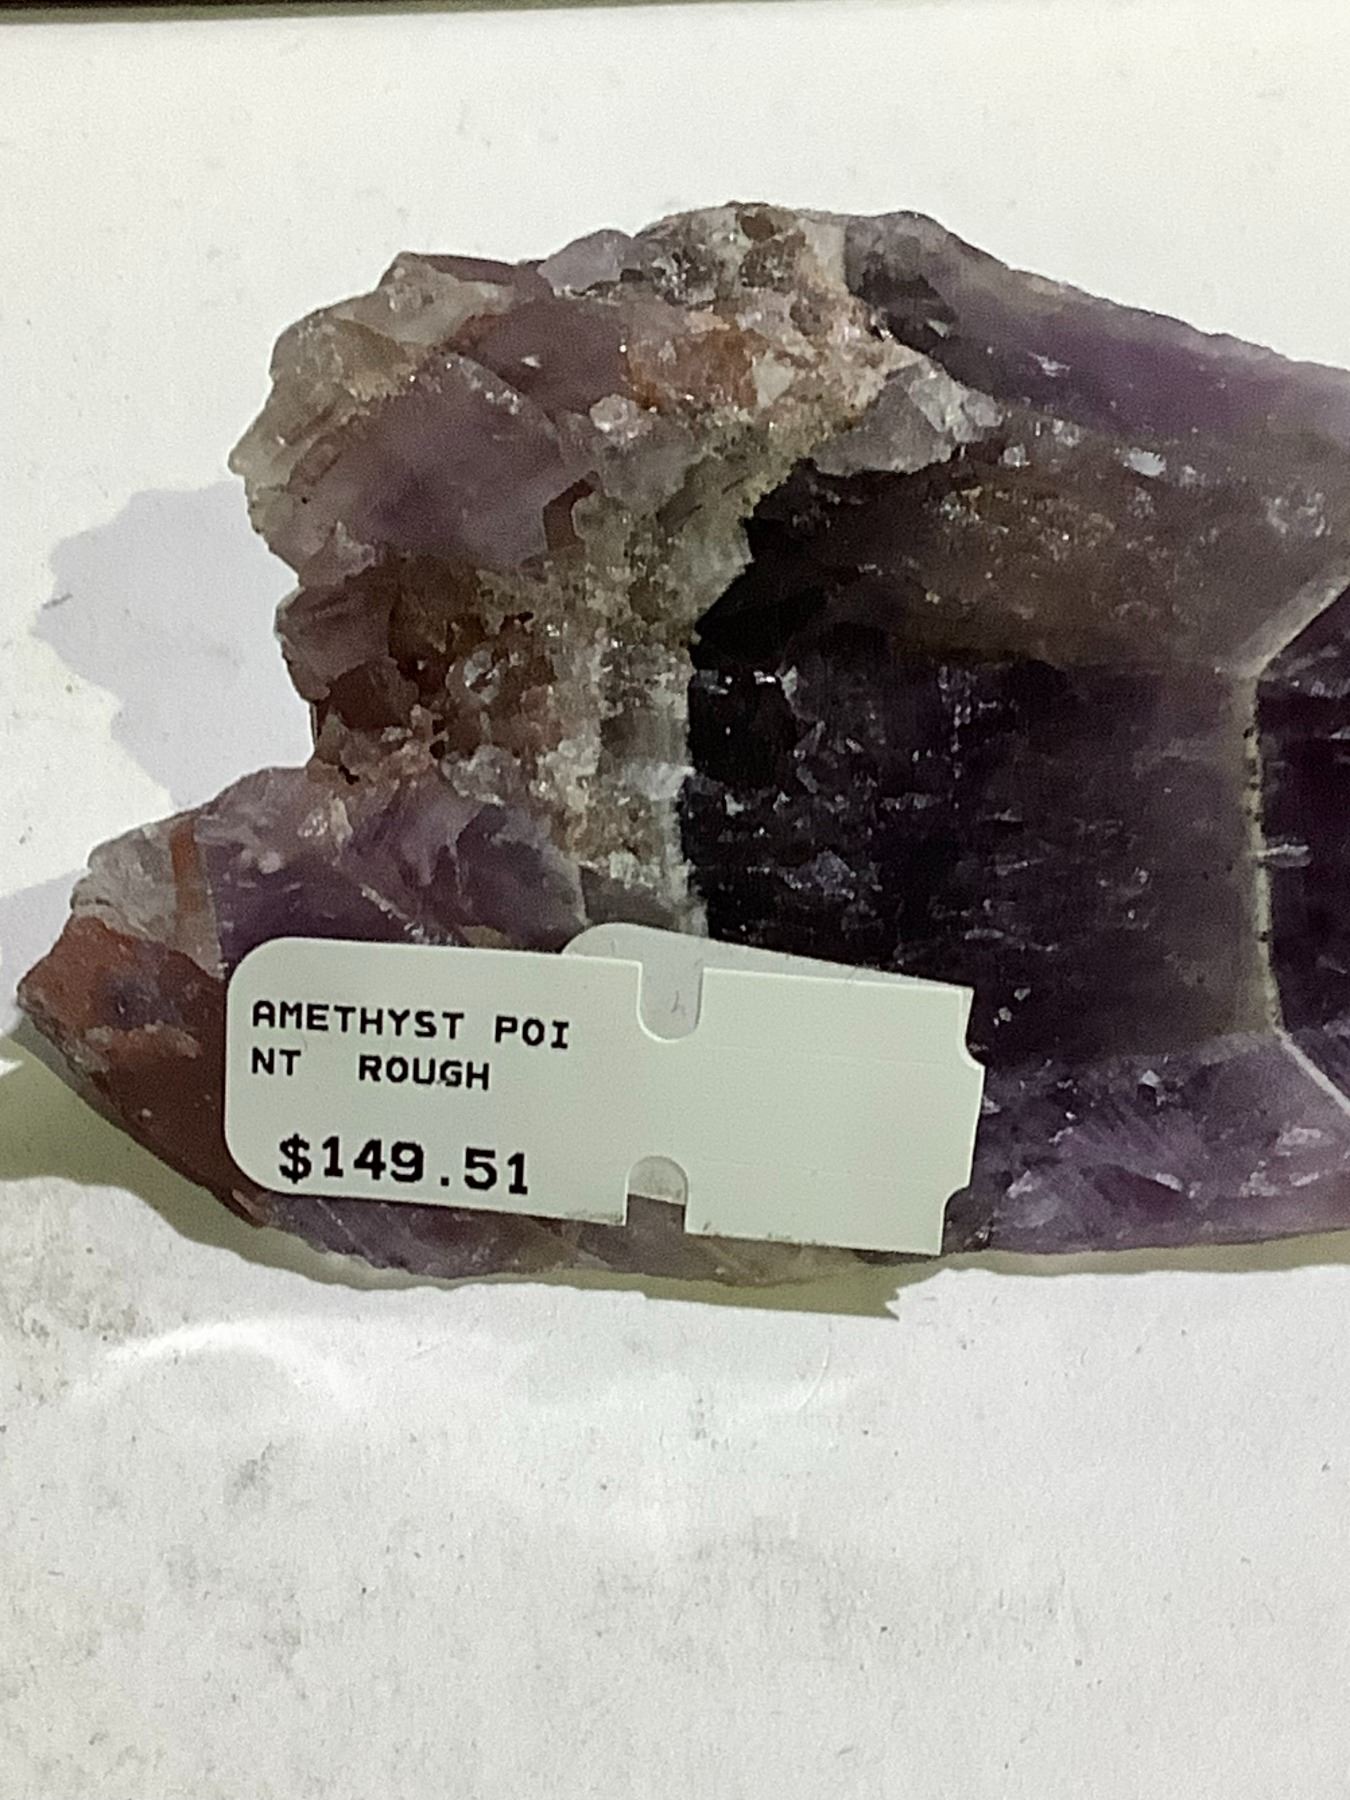 AMETHYST POI
NT ROUGH
$149.51